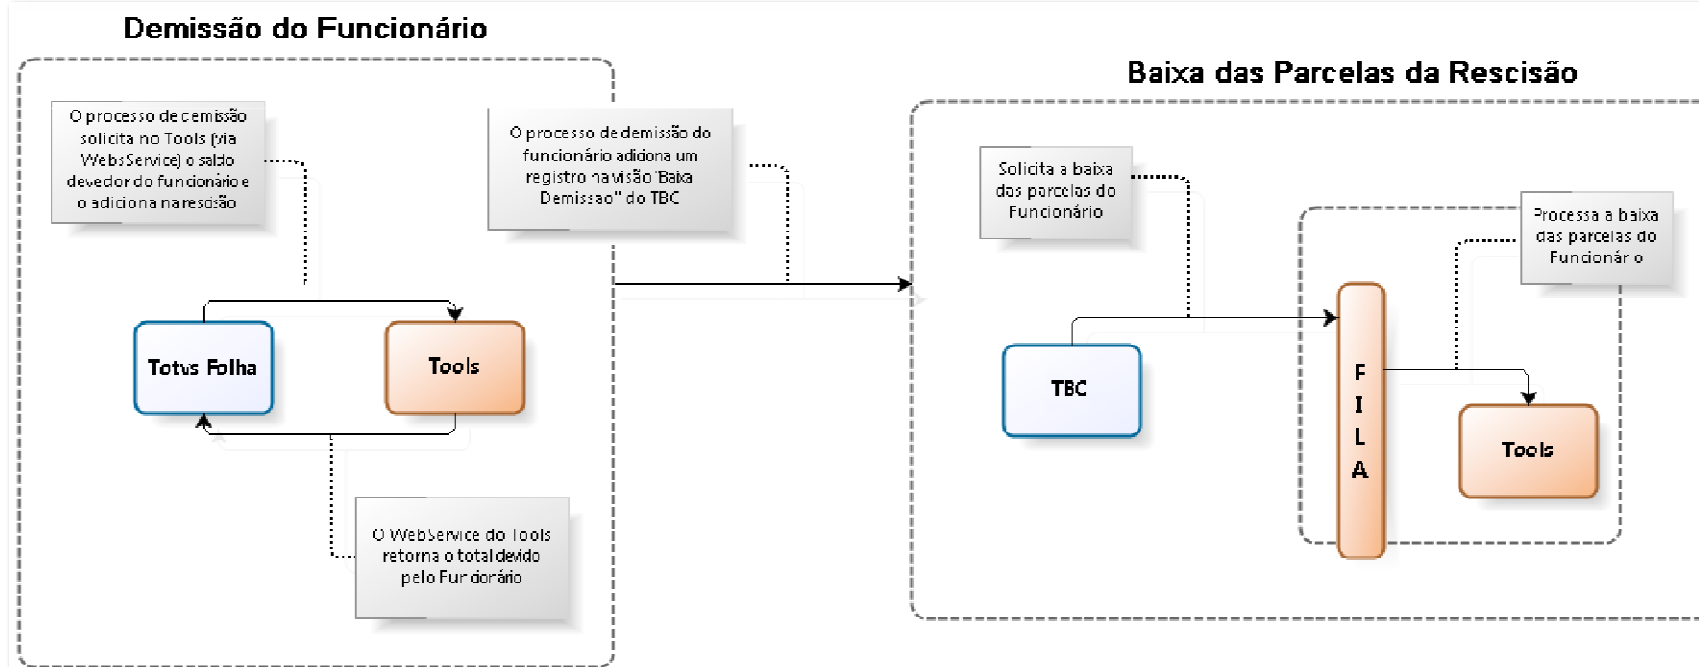 Demissão do Funcionário
O processo de demissão
solicita no Tools (via
WebsService) o saldo
devedor do funcionário e
o adiciona na rescisão
Totvs Folha
Tools
O WebService do Tools
retorna o total devido
pelo Funcionário
O processo de demissão do
funcionário adiciona um
registro na visão "Baixa
Demissao" do TBC
Baixa das Parcelas da Rescisão
Solicita a baixa
das parcelas do
Funcionário
TBC
F
I
L
A
Processa a baixa
das parcelas do
Funcionário
Tools